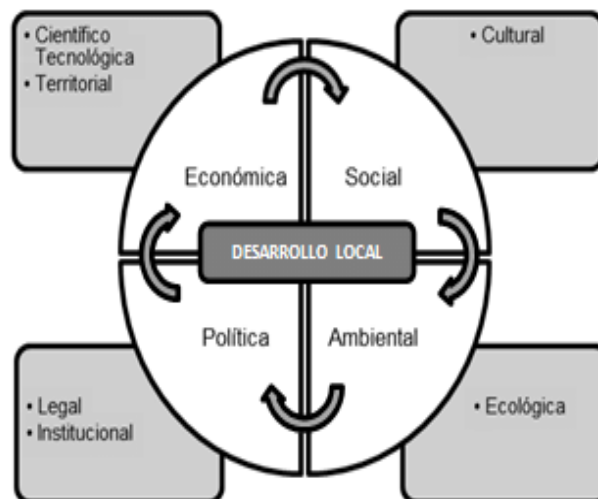 • Científico
Tecnológica
• Territorial
• Cultural
Económica
Social
DESARROLLO LOCAL
Política
Ambiental
• Legal
• Institucional
• Ecológica